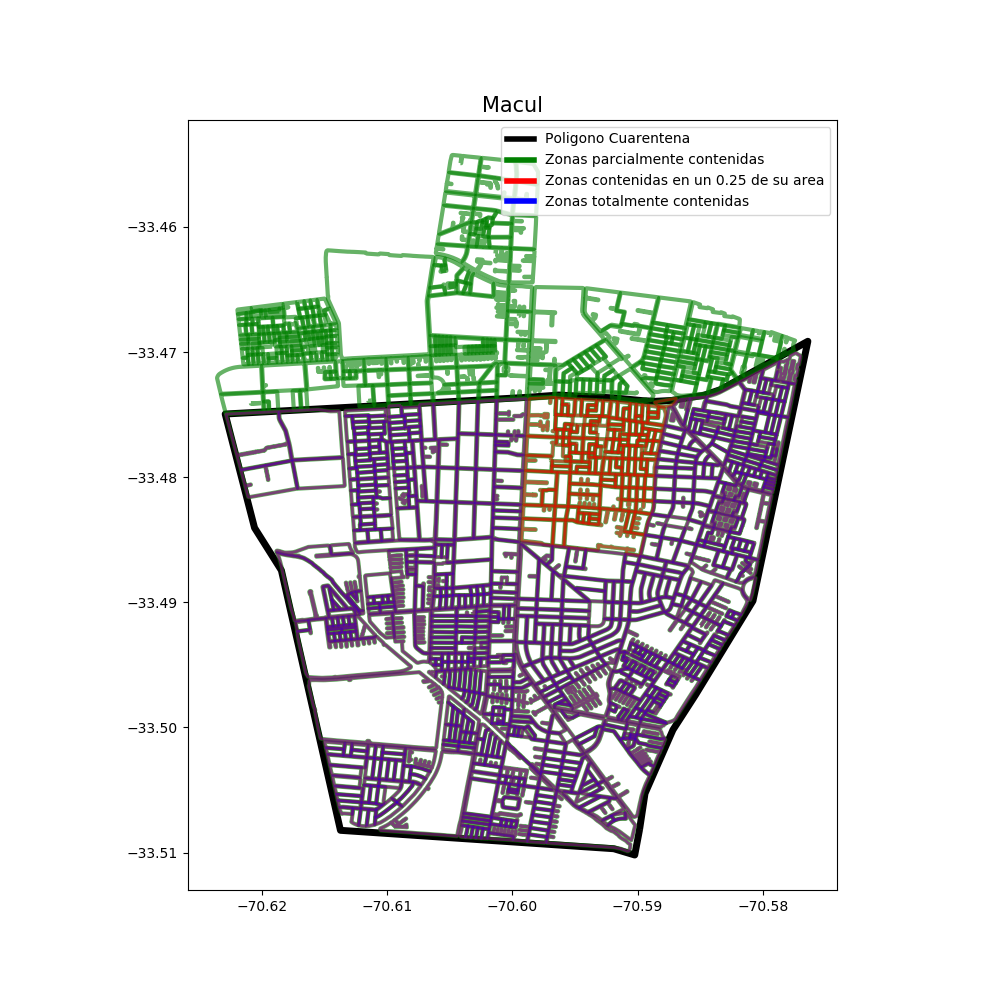 Macul
Poligono Cuarentena
Zonas parcialmente contenidas
Zonas contenidas en un 0.25 de su area
Zonas totalmente contenidas
−33.46
−33.47
−33.48
−33.49
−33.50
−33.51
−70.62 −70.61 −70.60 −70.59 −70.58